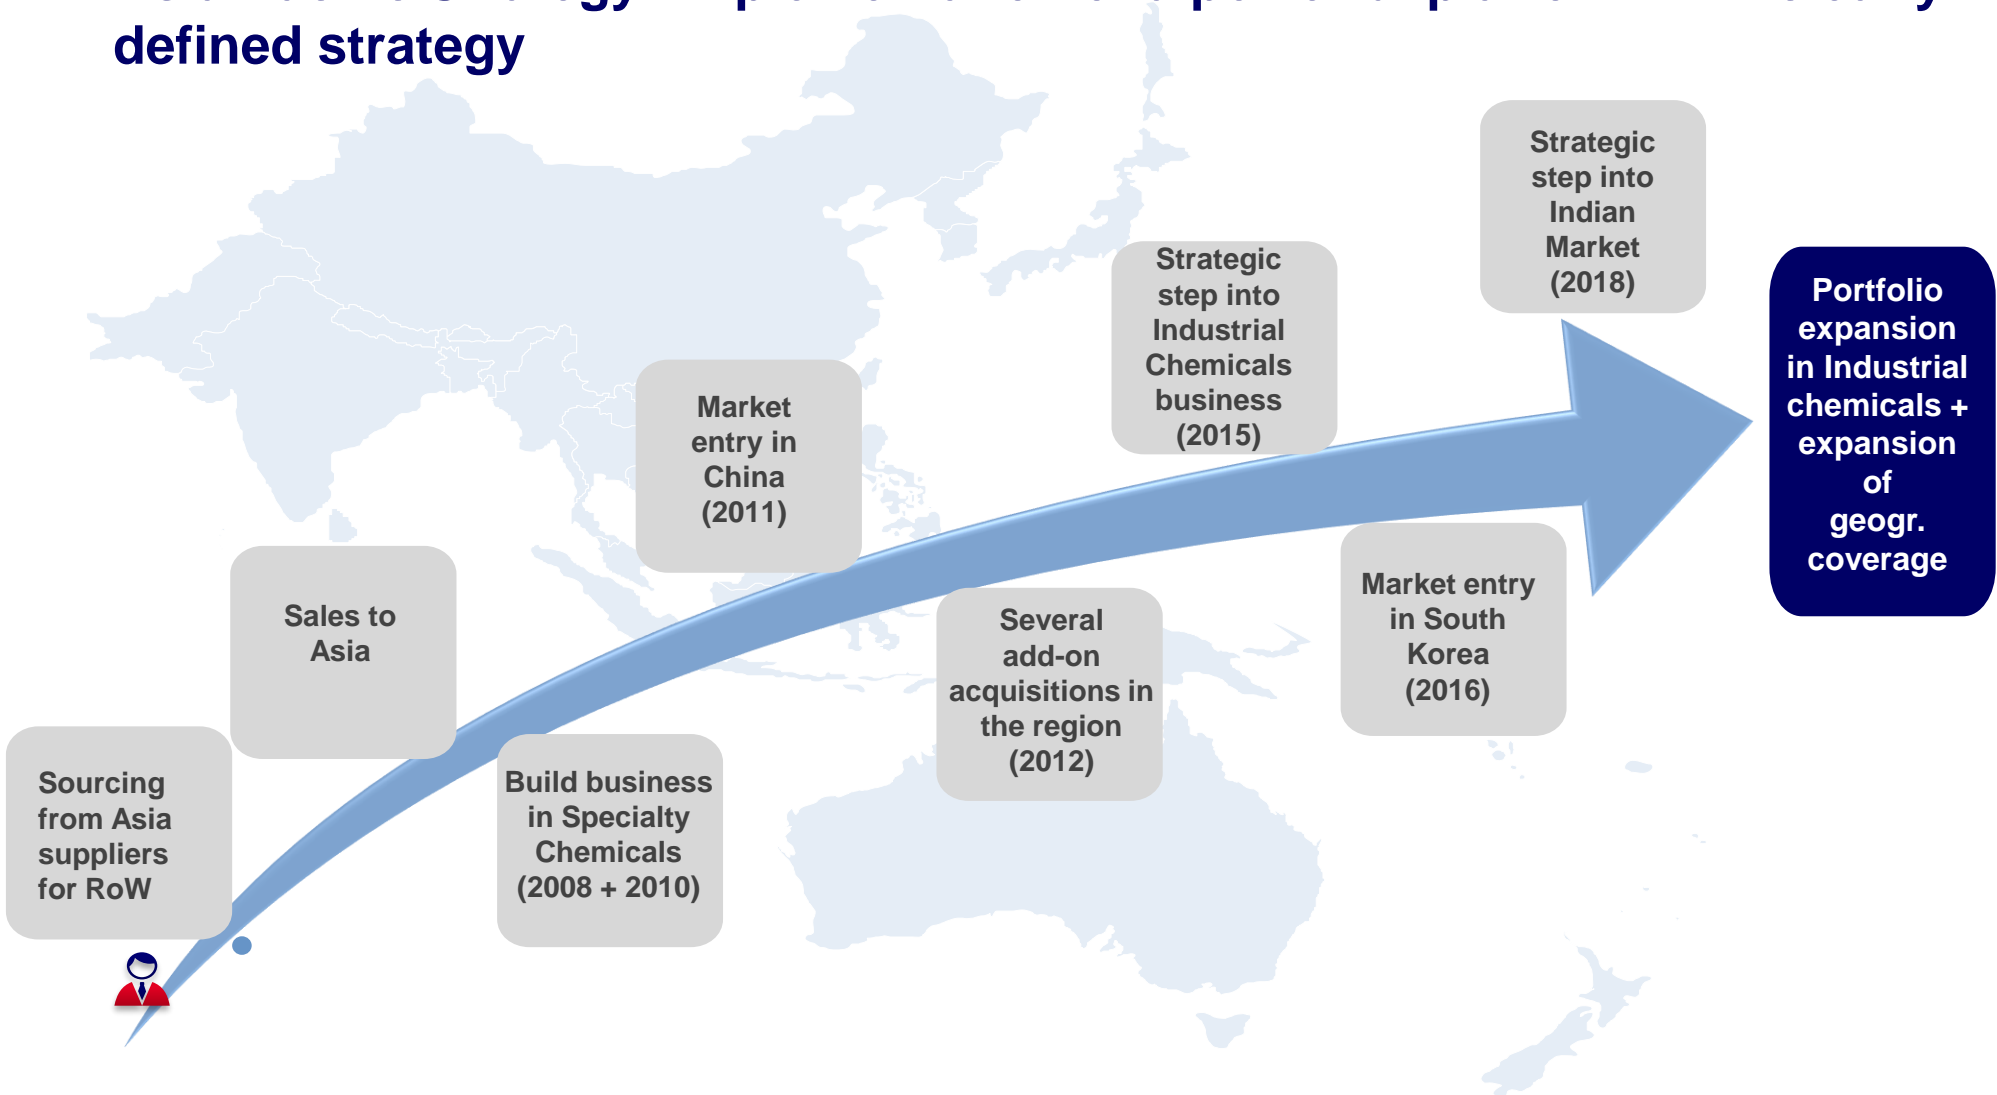 defined strategy
Strategic
step into
Indian
Market
(2018)
Strategic
step into
Industrial
Chemicals
business
(2015)
Portfolio
expansion
in Industrial
chemicals +
expansion
of
geogr.
coverage
Market
entry in
China
(2011)
Sales to
Asia
Several
add-on
acquisitions in
the region
(2012)
Market entry
in South
Korea
(2016)
Sourcing
from Asia
suppliers
for RoW
Build business
in Specialty
Chemicals
(2008 + 2010)